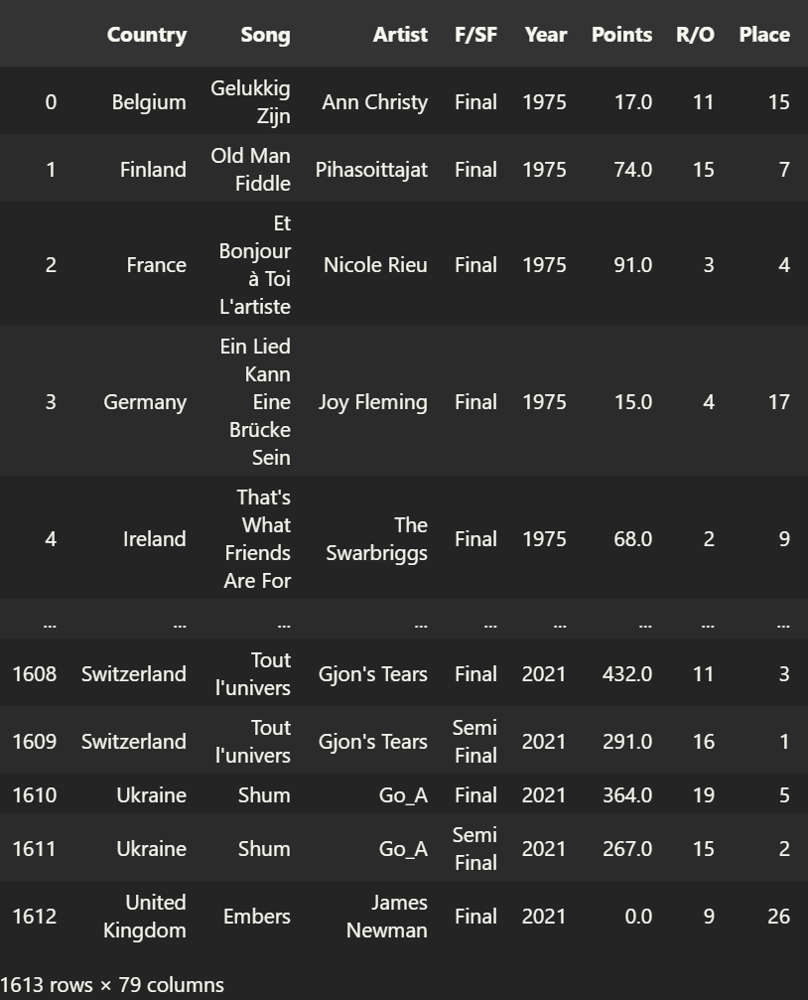 Country Song Artist F/SF Year Points R/O Place
0 Belgium Gelukkig Zijn Ann Christy Final 1975 17.0 11 15
1 Finland Old Man Fiddle Pihasoittajat Final 1975 74.0 15 7
2 France Et Bonjour à Toi L'artiste Nicole Rieu Final 1975 91.0 3 4
3 Germany Ein Lied Kann Eine Brücke Sein Joy Fleming Final 1975 15.0 4 17
4 Ireland That's What Friends Are For The Swarbriggs Final 1975 68.0 2 9
... ... ... ... ... ... ... ... ...
1608 Switzerland Tout l'univers Gjon's Tears Final 2021 432.0 11 3
1609 Switzerland Tout l'univers Gjon's Tears Semi Final 2021 291.0 16 1
1610 Ukraine Shum Go_A Final 2021 364.0 19 5
1611 Ukraine Shum Go_A Semi Final 2021 267.0 15 2
1612 United Kingdom Embers James Newman Final 2021 0.0 9 26
1613 rows × 79 columns